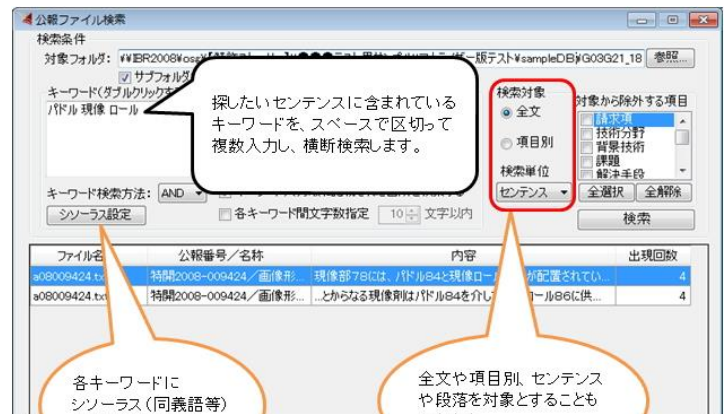 公報ファイル検索
検索条件
対象フォルダ: sampleDB¥G03G21_18 参照...
サブフォルダ
キーワード(ダブルクリックす
パドル 現像 ロール
探したいセンテンスに含まれている
キーワードを、スペースで区切って
複数入力し、横断検索します。
検索対象
全文
項目別
検索単位
センテンス
対象から除外する項目
請求項
技術分野
背景技術
課題
解決手段
全選択 全解除
キーワード検索方法: AND
シソーラス設定
各キーワード間文字数指定 10 文字以内
検索
ファイル名 公報番号/名称 内容 出現回数
a08009424.txt 特開2008-009424/画像形... 現像部78には、パドル84と現像ロー が配置されてい... 4
a08009424.txt 特開2008-009424/画像形... ...とからなる現像剤はパドル84を介し ロール86に供... 4
各キーワードに
シソーラス(同義語等)
全文や項目別、センテンス
や段落を対象とすることも